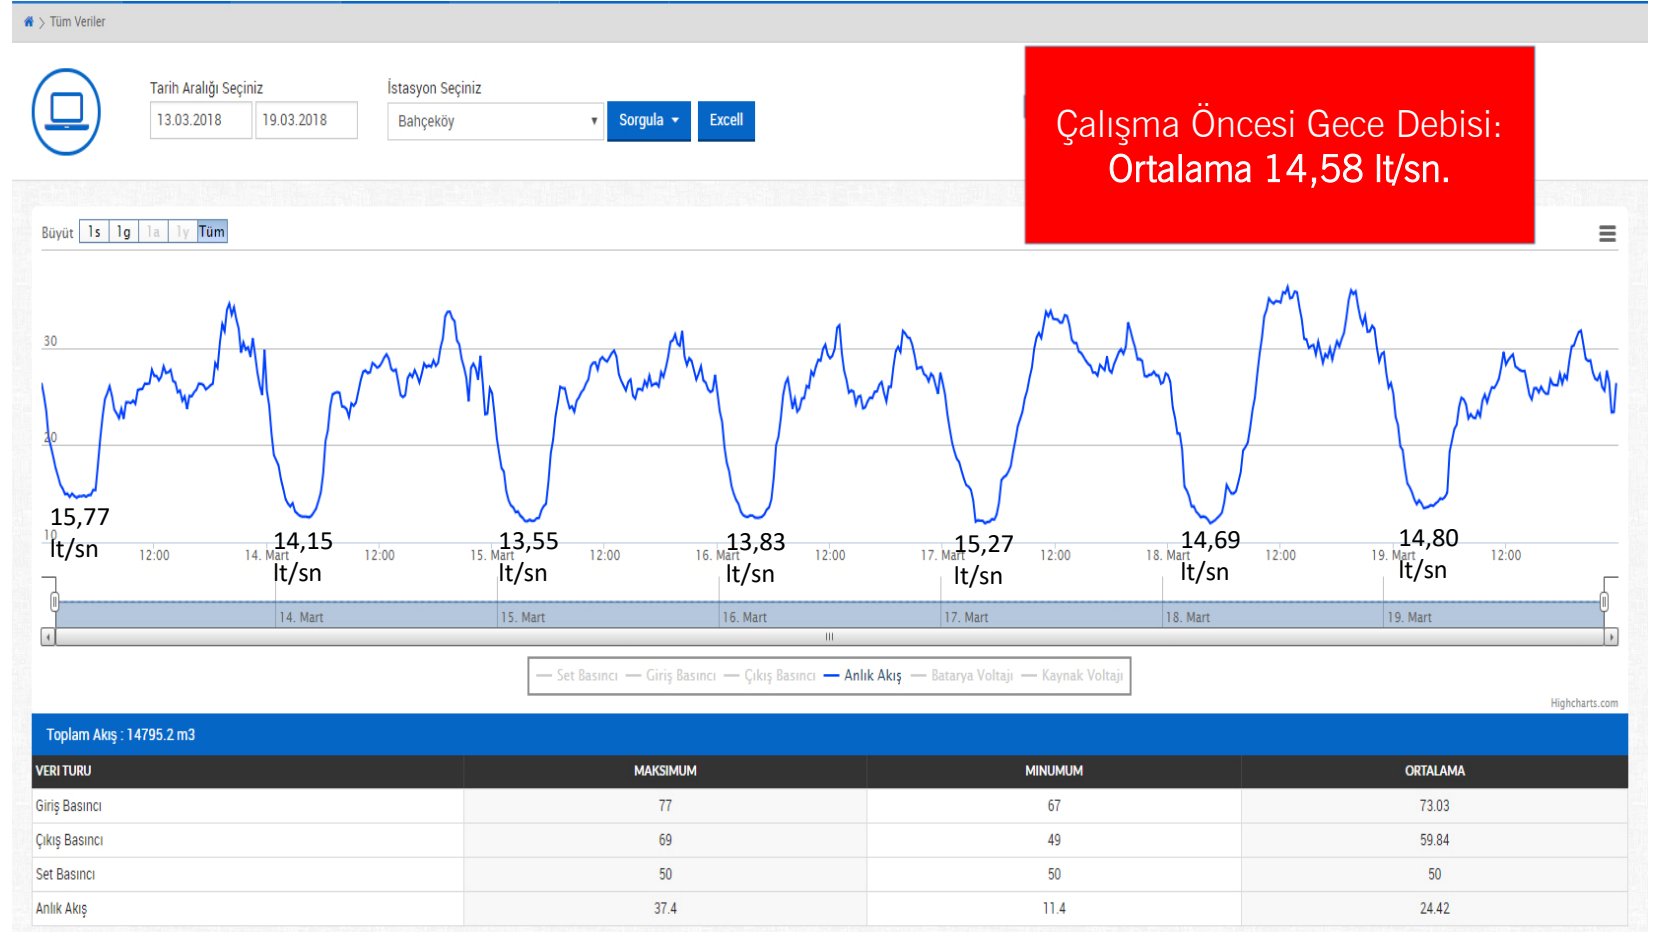 Tüm Veriler
Tarih Aralığı Seçiniz
İstasyon Seçiniz
13.03.2018
19.03.2018
Bahçeköy
Sorgula
Excell
Çalışma Öncesi Gece Debisi:
Ortalama 14,58 lt/sn.
Büyüt 1s 1g 1a 1y Tüm
30
20
10
15,77
lt/sn
14,15
lt/sn
13,55
lt/sn
13,83
lt/sn
15,27
lt/sn
14,69
lt/sn
14,80
lt/sn
12:00 14. Mart 12:00 15. Mart 12:00 16. Mart 12:00 17. Mart 12:00 18. Mart 12:00 19. Mart 12:00
14. Mart 15. Mart 16. Mart 17. Mart 18. Mart 19. Mart
Set Basıncı Giriş Basıncı Çıkış Basıncı Anlık Akış Batarya Voltajı Kaynak Voltajı
Highcharts.com
Toplam Akış : 14795.2 m3
VERI TURU MAKSIMUM MINUMUM ORTALAMA
Giriş Basıncı 77 67 73.03
Çıkış Basıncı 69 49 59.84
Set Basıncı 50 50 50
Anlık Akış 37.4 11.4 24.42